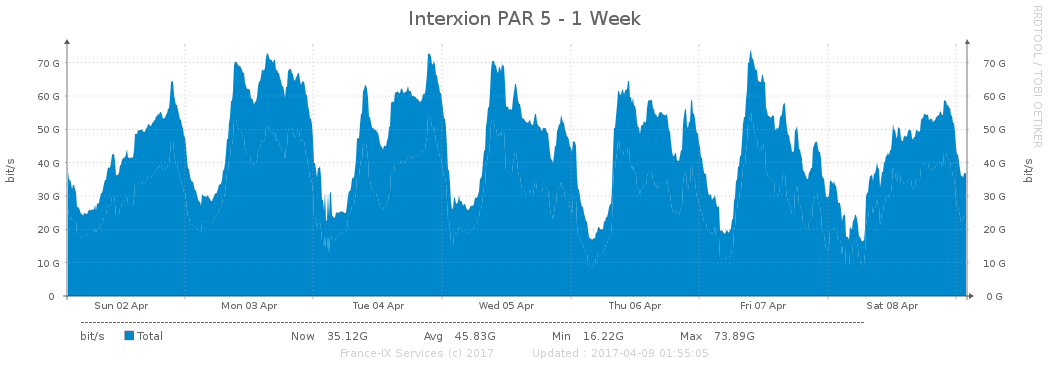 Interxion PAR 5 - 1 Week
RRDTOOL / TOBI OETIKER
bit/s
70 G
60 G
50 G
40 G
30 G
20 G
10 G
0
70 G
60 G
50 G
40 G
30 G
20 G
10 G
0 G
bit/s
Sun 02 Apr Mon 03 Apr Tue 04 Apr Wed 05 Apr Thu 06 Apr Fri 07 Apr Sat 08 Apr
bit/s Total Now 35.12G Avg 45.83G Min 16.22G Max 73.89G
France-IX Services (c) 2017 Updated : 2017-04-09 01:55:05